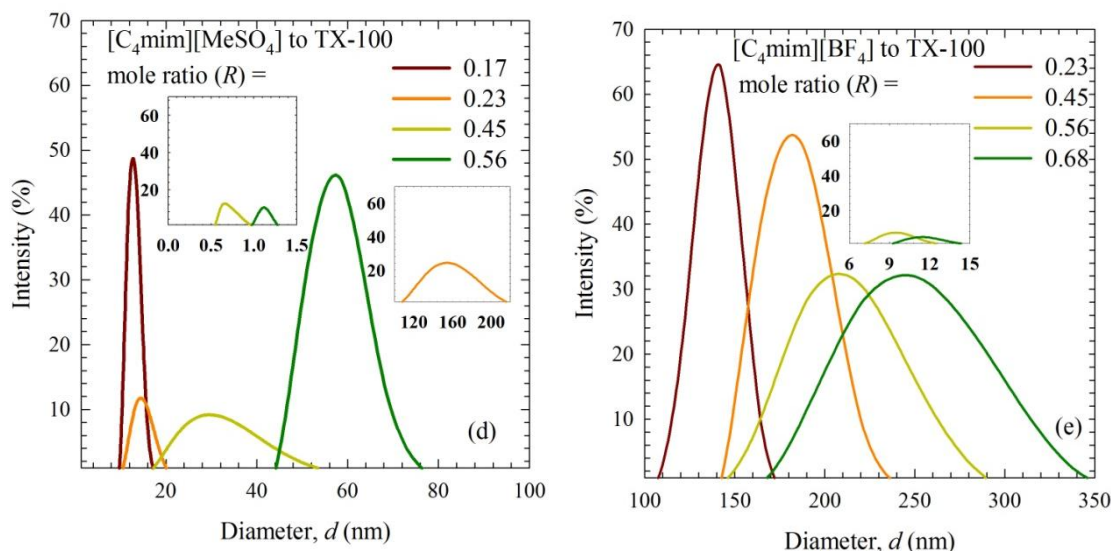 70
60
50
40
30
20
10
Intensity (%)
[C₄mim][MeSO₄] to TX-100
mole ratio (R) =
0.17
0.23
0.45
0.56
60
40
20
0.0 0.5 1.0 1.5
60
40
20
120 160 200
(d)
20 40 60 80 100
Diameter, d (nm)
70
60
50
40
30
20
10
Intensity (%)
[C₄mim][BF₄] to TX-100
mole ratio (R) =
0.23
0.45
0.56
0.68
60
40
20
6 9 12 15
(e)
100 150 200 250 300 350
Diameter, d (nm)